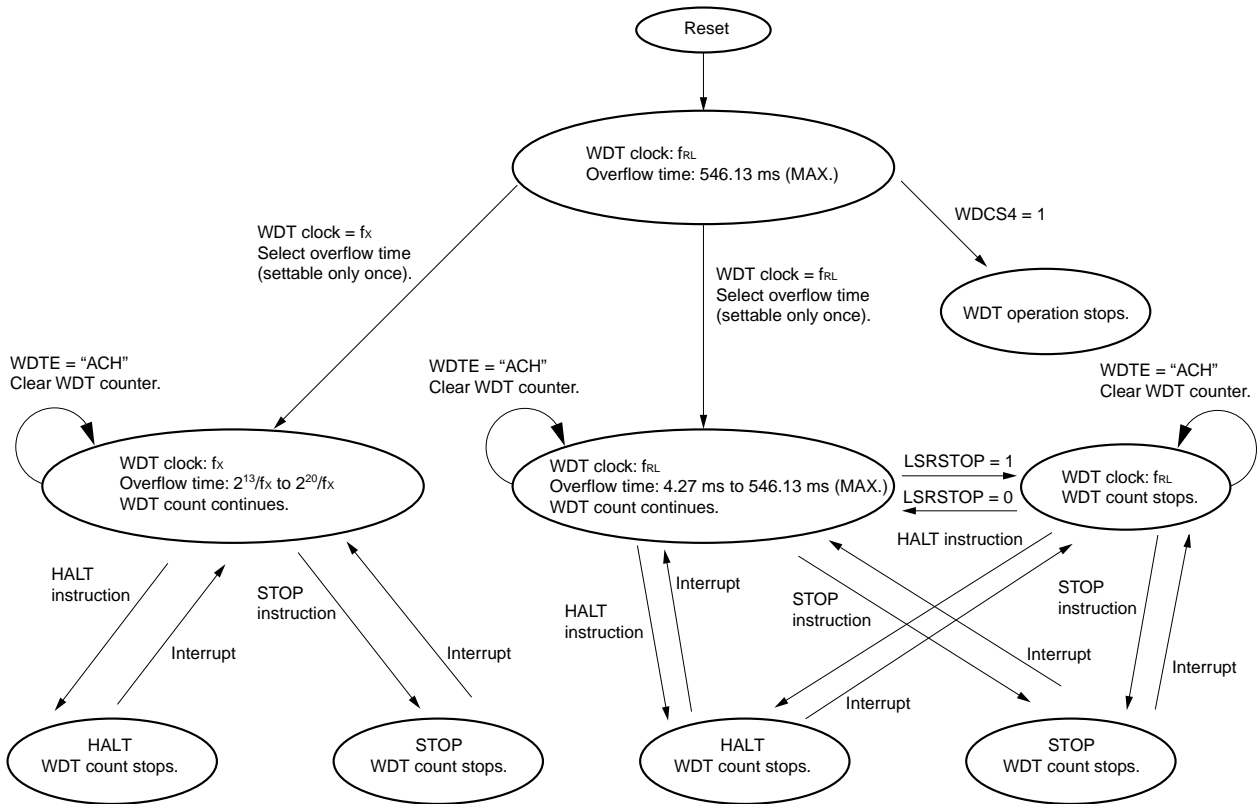 Reset
WDT clock: fRL
Overflow time: 546.13 ms (MAX.)
WDCS4 = 1
WDT clock = fX
Select overflow time
(settable only once).
WDT clock = fRL
Select overflow time
(settable only once).
WDT operation stops.
WDTE = “ACH”
Clear WDT counter.
WDTE = “ACH”
Clear WDT counter.
WDTE = “ACH”
Clear WDT counter.
WDT clock: fX
Overflow time: 2¹³/fX to 2²⁰/fX
WDT count continues.
WDT clock: fRL
Overflow time: 4.27 ms to 546.13 ms (MAX.)
WDT count continues.
LSRSTOP = 1
LSRSTOP = 0
WDT clock: fRL
WDT count stops.
HALT instruction
HALT
instruction
STOP
instruction
Interrupt
Interrupt
HALT
instruction
Interrupt
STOP
instruction
STOP
instruction
Interrupt
Interrupt
Interrupt
HALT
WDT count stops.
STOP
WDT count stops.
HALT
WDT count stops.
STOP
WDT count stops.